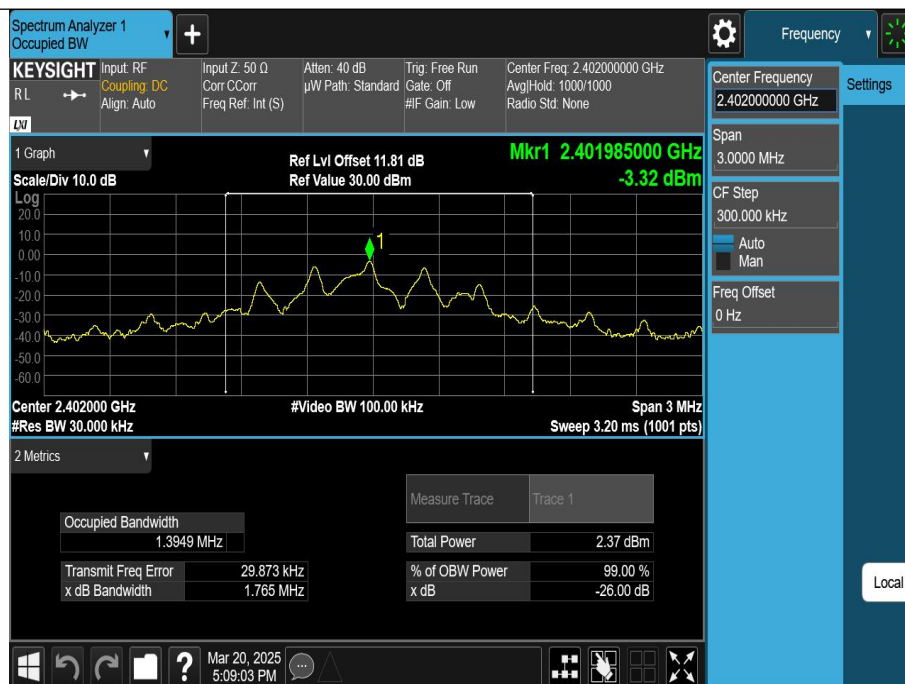 Spectrum Analyzer 1
Occupied BW
+
Frequency
KEYSIGHT
RL
LXI
Input: RF
Coupling: DC
Align: Auto
Input Z: 50 Ω
Corr CCorr
Freq Ref: Int (S)
Atten: 40 dB
µW Path: Standard
Trig: Free Run
Gate: Off
#IF Gain: Low
Center Freq: 2.402000000 GHz
Avg|Hold: 1000/1000
Radio Std: None
Center Frequency
2.402000000 GHz
Settings
Span
3.0000 MHz
CF Step
300.000 kHz
Auto
Man
Freq Offset
0 Hz
Local
1 Graph
Scale/Div 10.0 dB
Ref Lvl Offset 11.81 dB
Ref Value 30.00 dBm
Mkr1 2.401985000 GHz
-3.32 dBm
Log
20.0
10.0
0.00
-10.0
-20.0
-30.0
-40.0
-50.0
-60.0
1
Center 2.402000 GHz
#Res BW 30.000 kHz
#Video BW 100.00 kHz
Span 3 MHz
Sweep 3.20 ms (1001 pts)
2 Metrics
Measure Trace Trace 1
Occupied Bandwidth
1.3949 MHz
Total Power 2.37 dBm
Transmit Freq Error 29.873 kHz
% of OBW Power 99.00 %
x dB Bandwidth 1.765 MHz
x dB -26.00 dB
?
Mar 20, 2025
5:09:03 PM